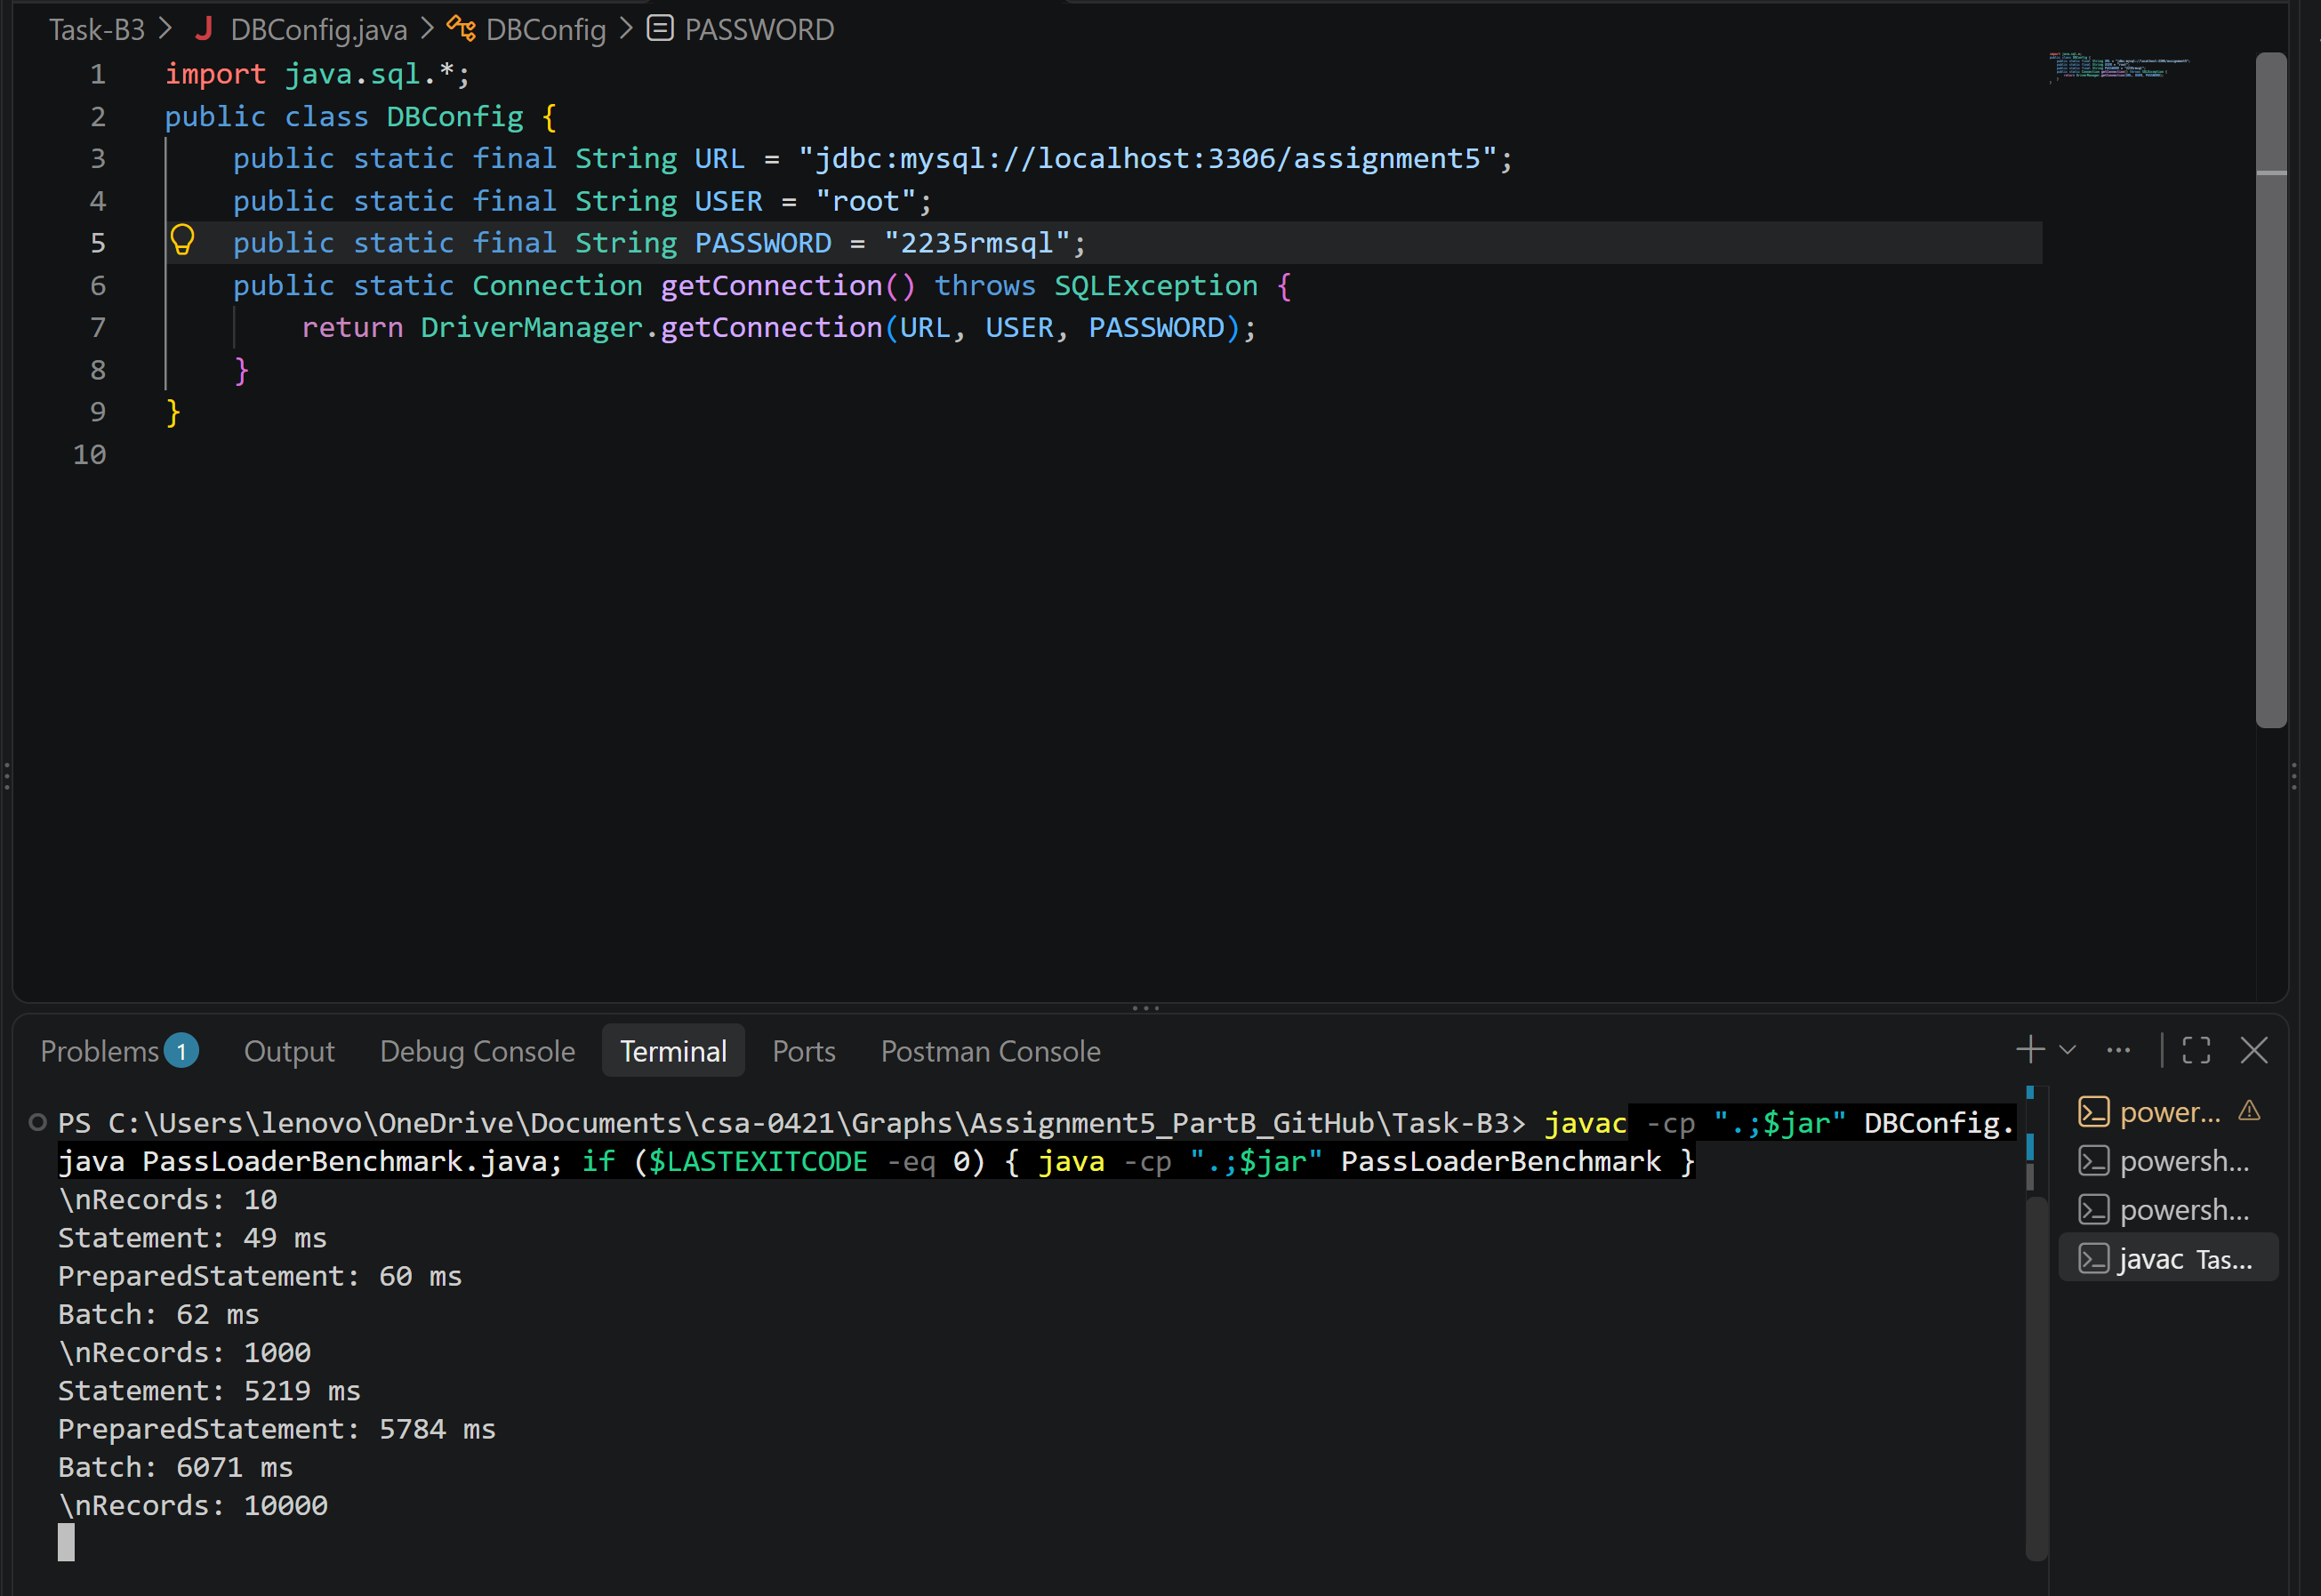 Task-B3 > J DBConfig.java > DBConfig > PASSWORD
1 import java.sql.*;
2 public class DBConfig {
3 public static final String URL = "jdbc:mysql://localhost:3306/assignment5";
4 public static final String USER = "root";
5 public static final String PASSWORD = "2235rmsql";
6 public static Connection getConnection() throws SQLException {
7 return DriverManager.getConnection(URL, USER, PASSWORD);
8 }
9 }
10
Problems 1 Output Debug Console Terminal Ports Postman Console
PS C:\Users\lenovo\OneDrive\Documents\csa-0421\Graphs\Assignment5_PartB_GitHub\Task-B3> javac -cp ".;$jar" DBConfig.
java PassLoaderBenchmark.java; if ($LASTEXITCODE -eq 0) { java -cp ".;$jar" PassLoaderBenchmark }
\nRecords: 10
Statement: 49 ms
PreparedStatement: 60 ms
Batch: 62 ms
\nRecords: 1000
Statement: 5219 ms
PreparedStatement: 5784 ms
Batch: 6071 ms
\nRecords: 10000
power...
powersh...
powersh...
javac Tas...